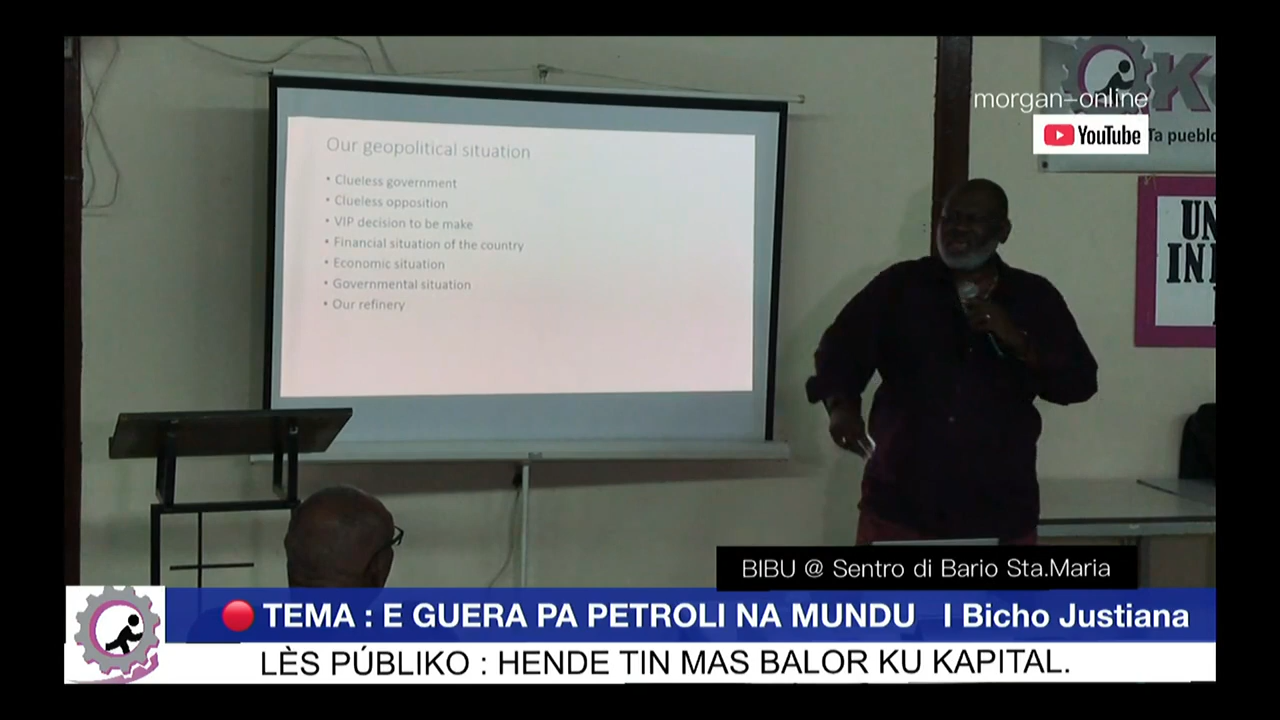 morgan-online
YouTube
Ta pueblo
UN
IN
Our geopolitical situation
• Clueless government
• Clueless opposition
• VIP decision to be make
• Financial situation of the country
• Economic situation
• Governmental situation
• Our refinery
BIBU @ Sentro di Bario Sta.Maria
TEMA : E GUERA PA PETROLI NA MUNDU I Bicho Justiana
LÈS PÚBLIKO : HENDE TIN MAS BALOR KU KAPITAL.